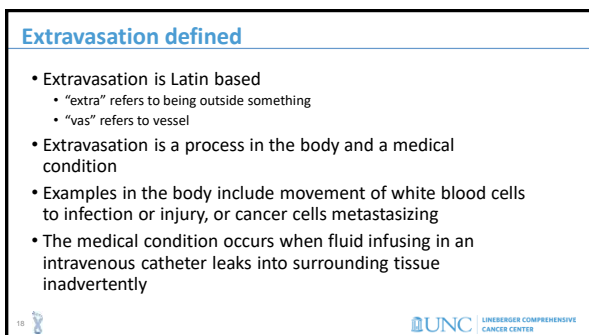 Extravasation defined
• Extravasation is Latin based
• “extra” refers to being outside something
• “vas” refers to vessel
• Extravasation is a process in the body and a medical
condition
• Examples in the body include movement of white blood cells
to infection or injury, or cancer cells metastasizing
• The medical condition occurs when fluid infusing in an
intravenous catheter leaks into surrounding tissue
inadvertently
18
UNC LINEBERGER COMPREHENSIVE
CANCER CENTER